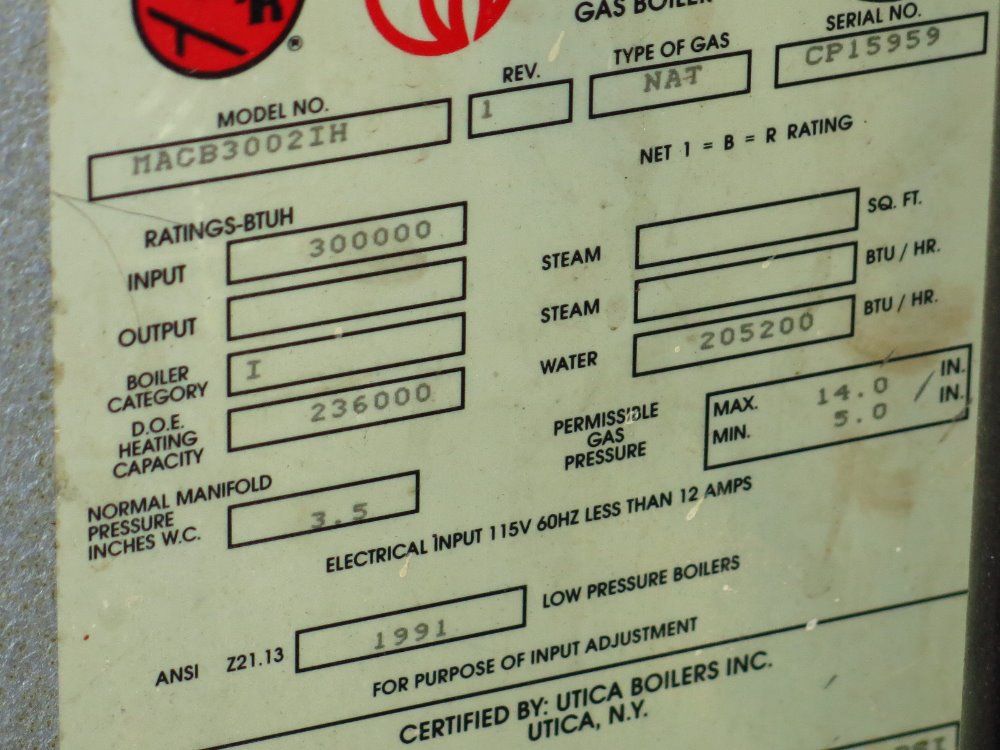 GAS BOILER
®
SERIAL NO.
CP15959
TYPE OF GAS
NAT
REV.
1
MODEL NO.
MACB3002IH
NET 1 = B = R RATING
RATINGS-BTUH
INPUT 300000
OUTPUT
BOILER CATEGORY I
D.O.E. HEATING CAPACITY 236000
STEAM SQ. FT.
STEAM BTU / HR.
WATER 205200 BTU / HR.
PERMISSIBLE GAS PRESSURE
MAX. 14.0 / IN.
MIN. 5.0 IN.
NORMAL MANIFOLD
PRESSURE
INCHES W.C. 3.5
ELECTRICAL INPUT 115V 60HZ LESS THAN 12 AMPS
ANSI Z21.13 1991 LOW PRESSURE BOILERS
FOR PURPOSE OF INPUT ADJUSTMENT
CERTIFIED BY: UTICA BOILERS INC.
UTICA, N.Y.